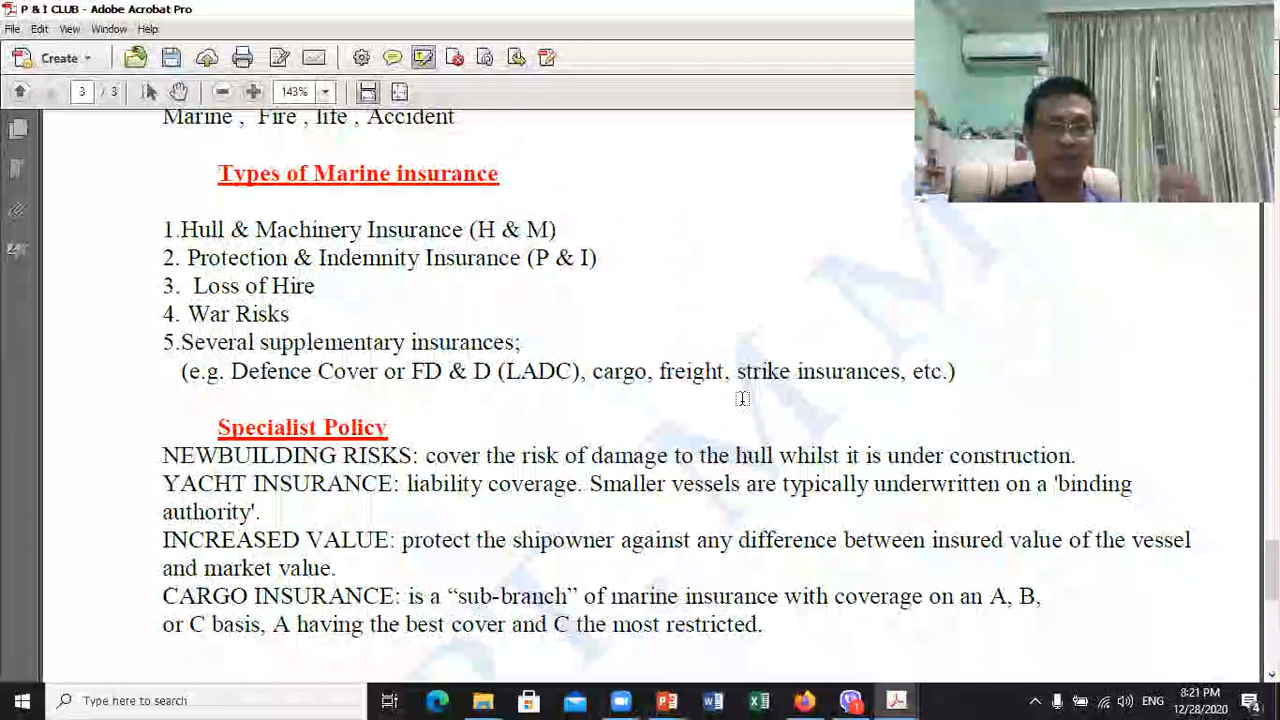 P & I CLUB - Adobe Acrobat Pro
File Edit View Window Help
Create
3 / 3 143%
Marine , Fire , life , Accident
Types of Marine insurance
1.Hull & Machinery Insurance (H & M)
2. Protection & Indemnity Insurance (P & I)
3. Loss of Hire
4. War Risks
5.Several supplementary insurances;
(e.g. Defence Cover or FD & D (LADC), cargo, freight, strike insurances, etc.)
Specialist Policy
NEWBUILDING RISKS: cover the risk of damage to the hull whilst it is under construction.
YACHT INSURANCE: liability coverage. Smaller vessels are typically underwritten on a 'binding
authority'.
INCREASED VALUE: protect the shipowner against any difference between insured value of the vessel
and market value.
CARGO INSURANCE: is a “sub-branch” of marine insurance with coverage on an A, B,
or C basis, A having the best cover and C the most restricted.
Type here to search
ENG
8:21 PM
12/28/2020